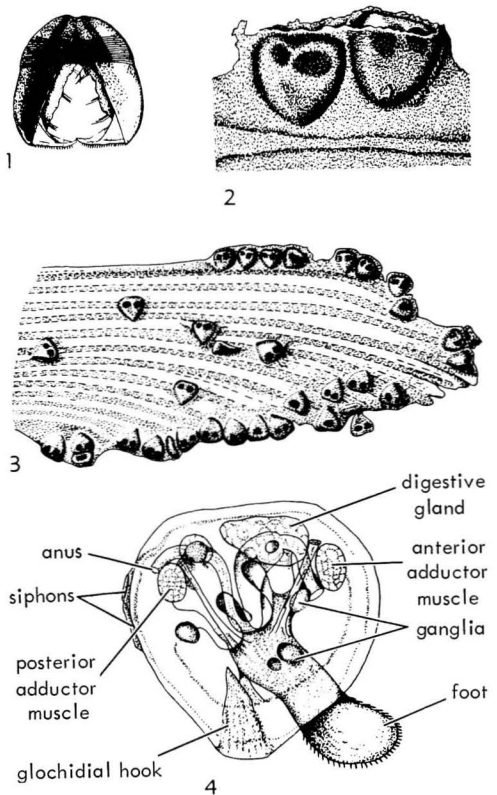 1
2
3
digestive
gland
anus
anterior
adductor
muscle
siphons
ganglia
posterior
adductor
muscle
foot
glochidial hook
4